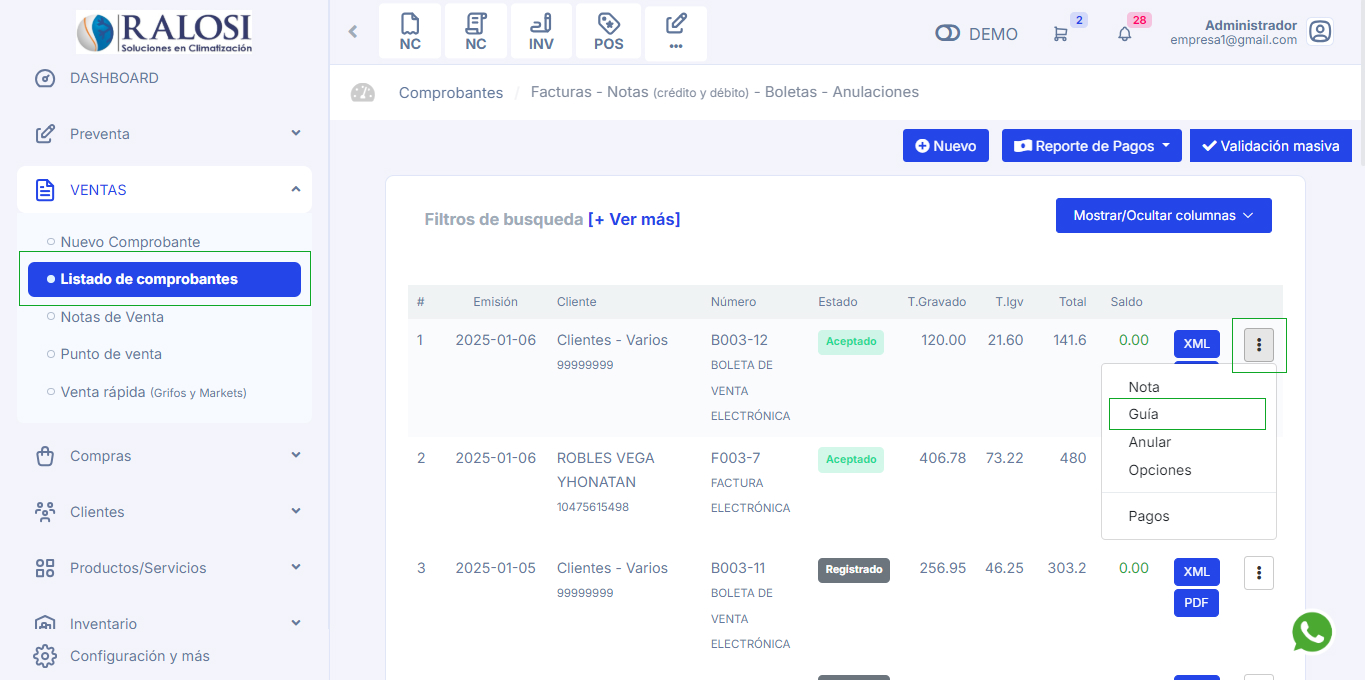 RALOSI
Soluciones en Climatización
DASHBOARD
Preventa
VENTAS
Nuevo Comprobante
Listado de comprobantes
Notas de Venta
Punto de venta
Venta rápida (Grifos y Markets)
Compras
Clientes
Productos/Servicios
Inventario
Configuración y más
NC
NC
INV
POS
...
DEMO
2
28
Administrador
empresa1@gmail.com
Comprobantes / Facturas - Notas (crédito y débito) - Boletas - Anulaciones
Nuevo
Reporte de Pagos
Validación masiva
Filtros de busqueda [+ Ver más]
Mostrar/Ocultar columnas
# Emisión Cliente Número Estado T.Gravado T.Igv Total Saldo
1 2025-01-06 Clientes - Varios B003-12 Aceptado 120.00 21.60 141.6 0.00 XML
99999999 BOLETA DE
VENTA
ELECTRÓNICA
Nota
Guía
Anular
Opciones
Pagos
2 2025-01-06 ROBLES VEGA F003-7 Aceptado 406.78 73.22 480
YHONATAN FACTURA
10475615498 ELECTRÓNICA
3 2025-01-05 Clientes - Varios B003-11 Registrado 256.95 46.25 303.2 0.00 XML
99999999 BOLETA DE PDF
VENTA
ELECTRÓNICA